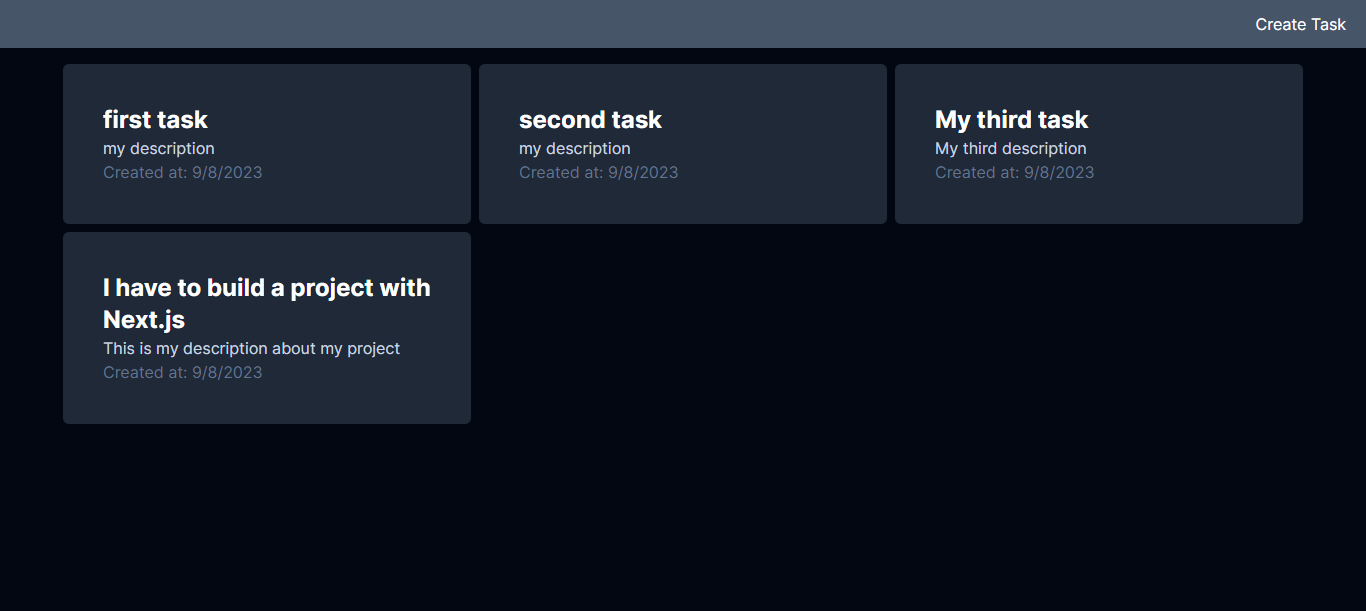 Create Task
first task
my description
Created at: 9/8/2023
second task
my description
Created at: 9/8/2023
My third task
My third description
Created at: 9/8/2023
I have to build a project with
Next.js
This is my description about my project
Created at: 9/8/2023